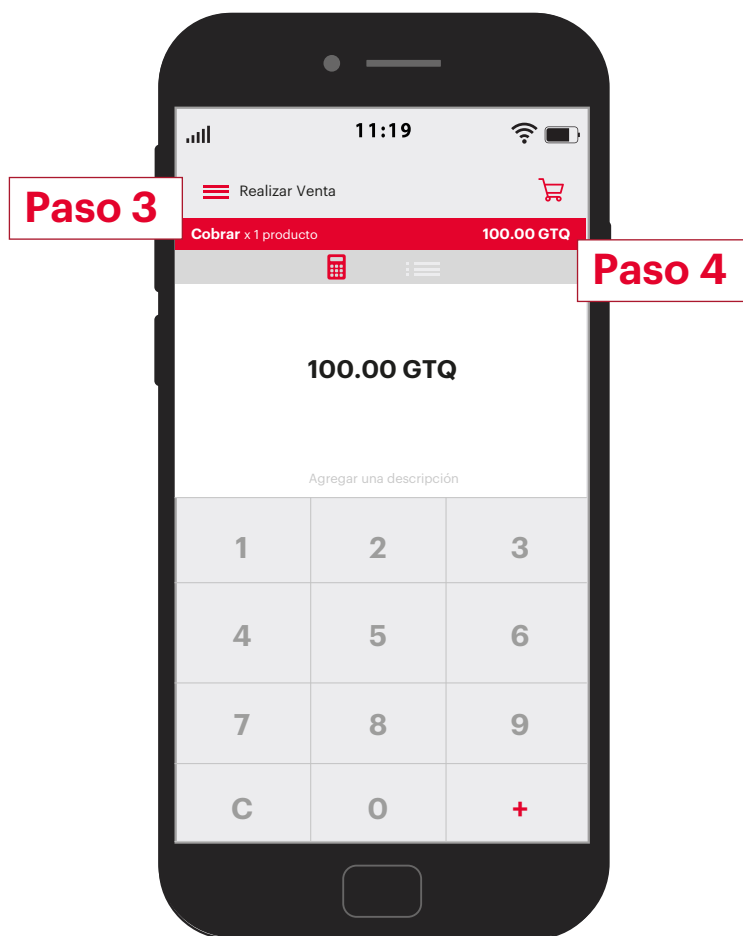 11:19
Realizar Venta
Paso 3
Cobrar x 1 producto 100.00 GTQ
Paso 4
100.00 GTQ
Agregar una descripción
1 2 3
4 5 6
7 8 9
C 0 +